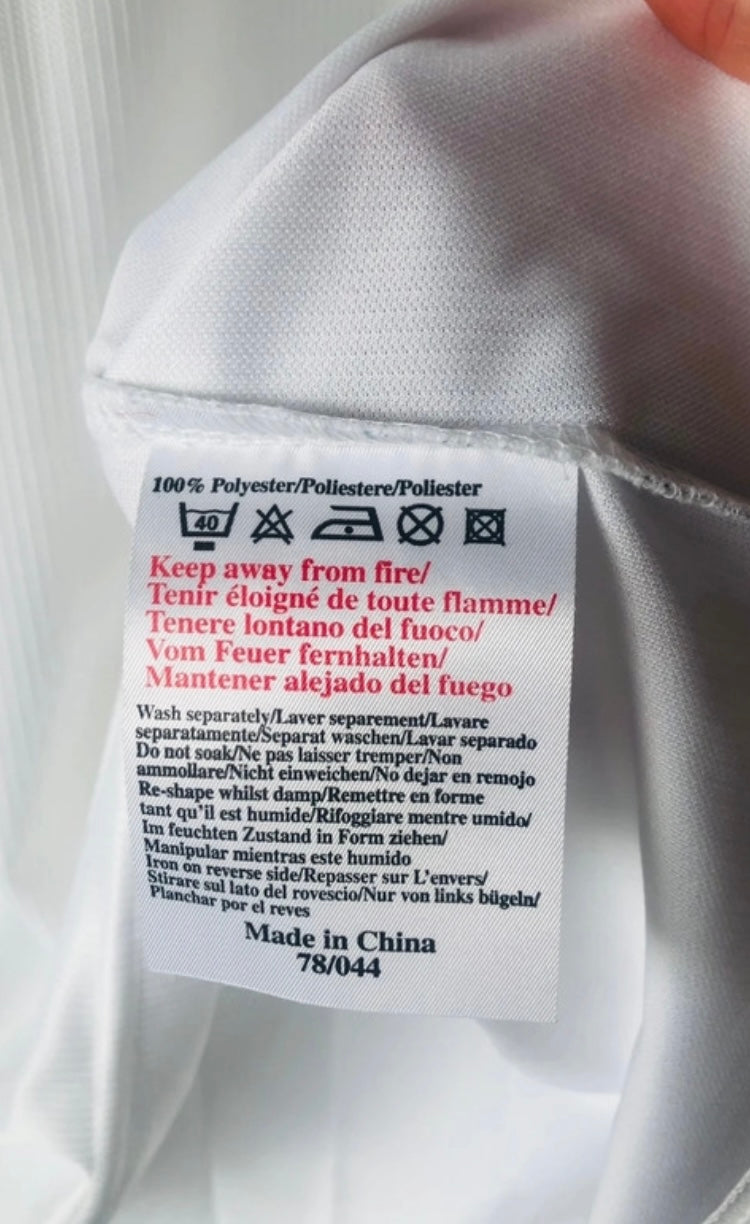 100% Polyester/Poliestere/Poliester
40
Keep away from fire/
Tenir éloigné de toute flamme/
Tenere lontano del fuoco/
Vom Feuer fernhalten/
Mantener alejado del fuego
Wash separately/Laver separement/Lavare
separatamente/Separat waschen/Lavar separado
Do not soak/Ne pas laisser tremper/Non
ammollare/Nicht einweichen/No dejar en remojo
Re-shape whilst damp/Remettre en forme
tant qu'il est humide/Rifoggiare mentre umido/
Im feuchten Zustand in Form ziehen/
Manipular mientras este humido
Iron on reverse side/Repasser sur L'envers/
Stirare sul lato del rovescio/Nur von links bügeln/
Planchar por el reves
Made in China
78/044